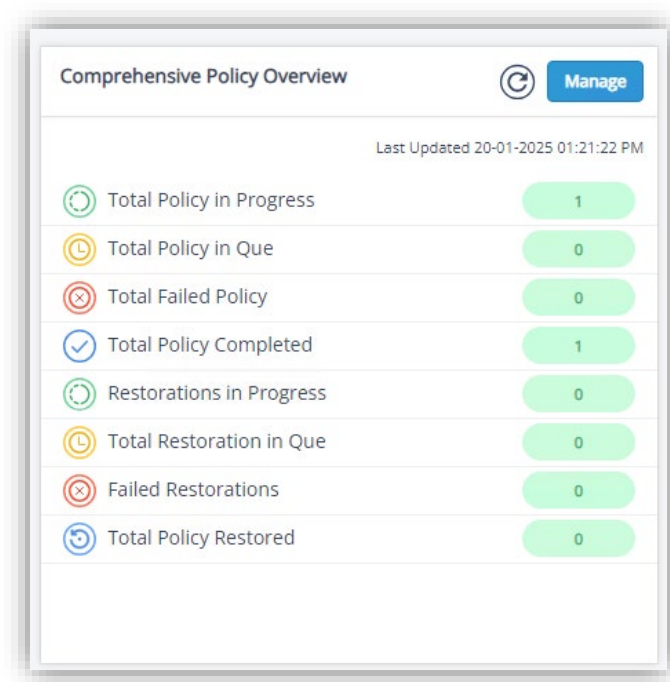 Comprehensive Policy Overview
Manage
Last Updated 20-01-2025 01:21:22 PM
Total Policy in Progress 1
Total Policy in Que 0
Total Failed Policy 0
Total Policy Completed 1
Restorations in Progress 0
Total Restoration in Que 0
Failed Restorations 0
Total Policy Restored 0